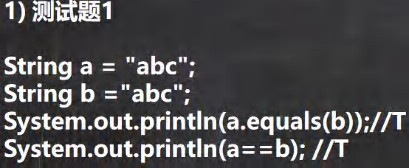 1) 测试题1
String a = "abc";
String b ="abc";
System.out.println(a.equals(b));//T
System.out.println(a==b); //T